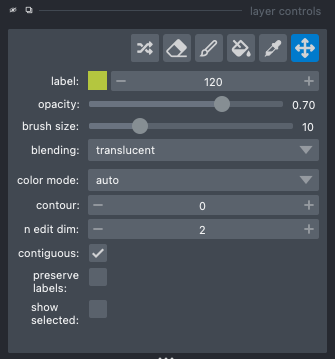 layer controls
label: 120
opacity: 0.70
brush size: 10
blending: translucent
color mode: auto
contour: 0
n edit dim: 2
contiguous:
preserve
labels:
show
selected: